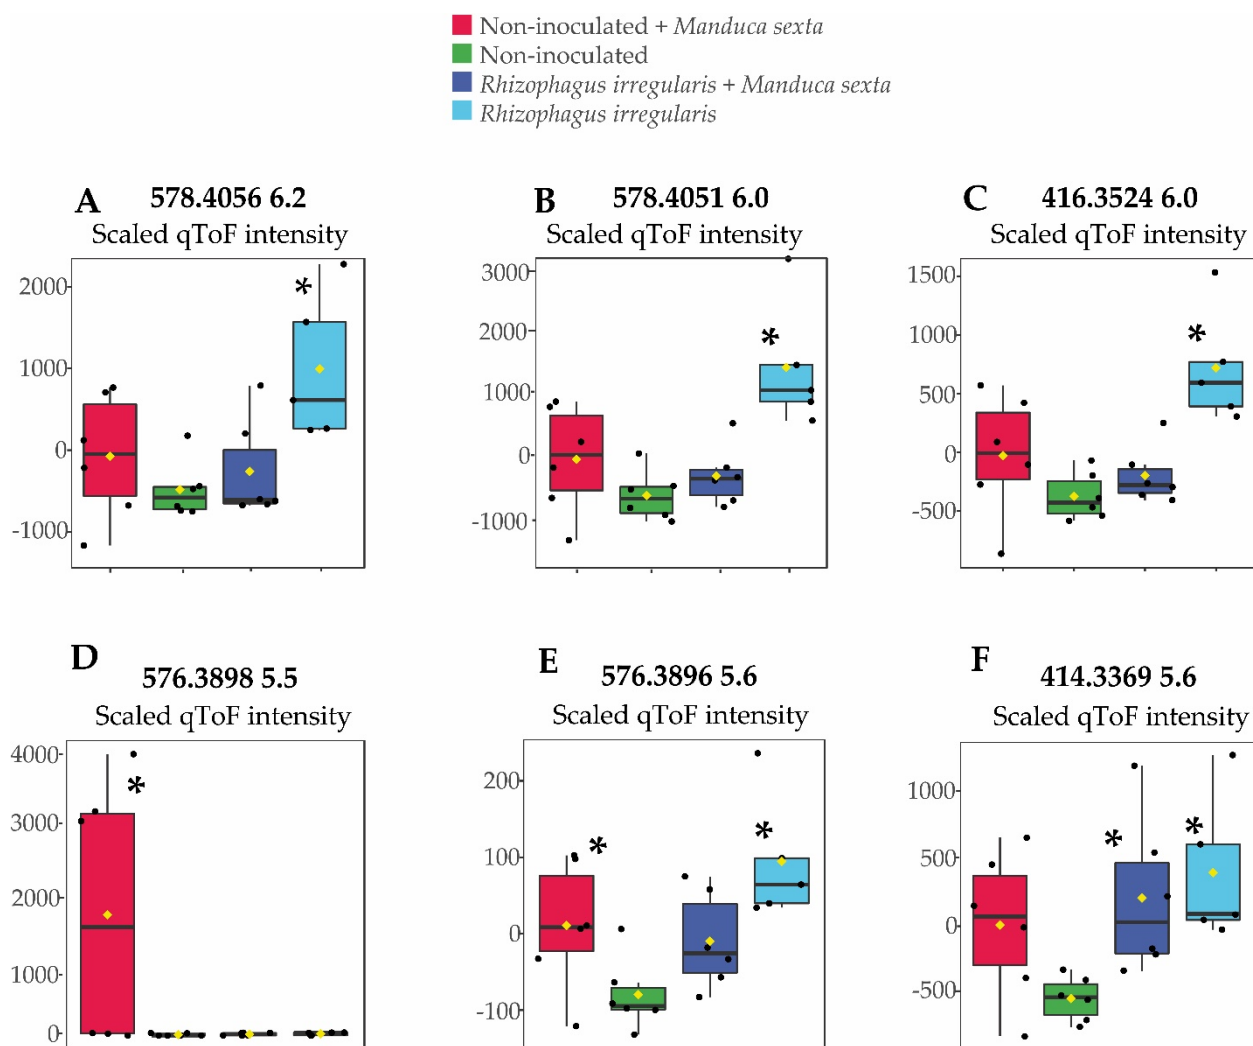 Non-inoculated + Manduca sexta
Non-inoculated
Rhizophagus irregularis + Manduca sexta
Rhizophagus irregularis
A 578.4056 6.2
Scaled qToF intensity
2000
1000
0
-1000
*
B 578.4051 6.0
Scaled qToF intensity
3000
2000
1000
0
-1000
*
C 416.3524 6.0
Scaled qToF intensity
1500
1000
500
0
-500
*
D 576.3898 5.5
Scaled qToF intensity
4000
3000
2000
1000
0
*
E 576.3896 5.6
Scaled qToF intensity
200
100
0
-100
* *
F 414.3369 5.6
Scaled qToF intensity
1000
500
0
-500
* *